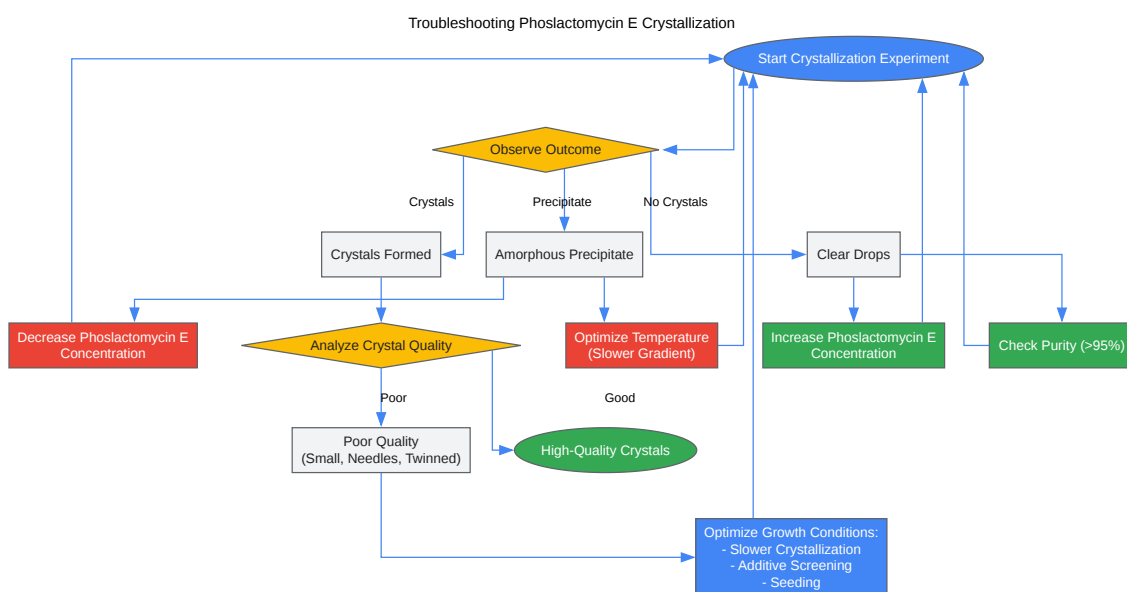 Troubleshooting Phoslactomycin E Crystallization
Start Crystallization Experiment
Observe Outcome
Crystals
Precipitate
No Crystals
Crystals Formed
Amorphous Precipitate
Clear Drops
Decrease Phoslactomycin E
Concentration
Analyze Crystal Quality
Optimize Temperature
(Slower Gradient)
Increase Phoslactomycin E
Concentration
Check Purity (>95%)
Poor
Good
Poor Quality
(Small, Needles, Twinned)
High-Quality Crystals
Optimize Growth Conditions:
- Slower Crystallization
- Additive Screening
- Seeding